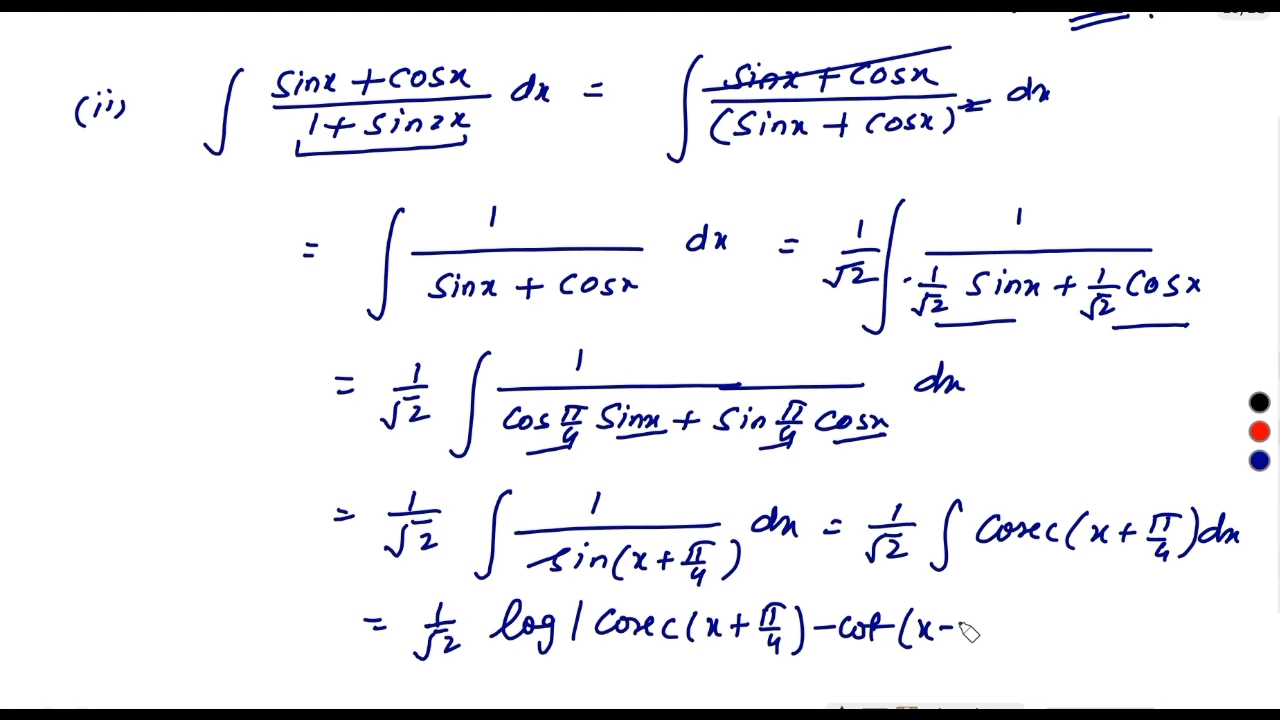 (ii) ∫ (sinx + cosx)/(1 + sin2x) dx = ∫ (sinx + cosx)/(sinx + cosx)² dx
= ∫ 1/(sinx + cosx) dx = 1/√2 ∫ 1/(1/√2 sinx + 1/√2 cosx)
= 1/√2 ∫ 1/(cos π/4 sinx + sin π/4 cosx) dx
= 1/√2 ∫ 1/sin(x + π/4) dx = 1/√2 ∫ cosec(x + π/4) dx
= 1/√2 log|cosec(x + π/4) - cot(x -